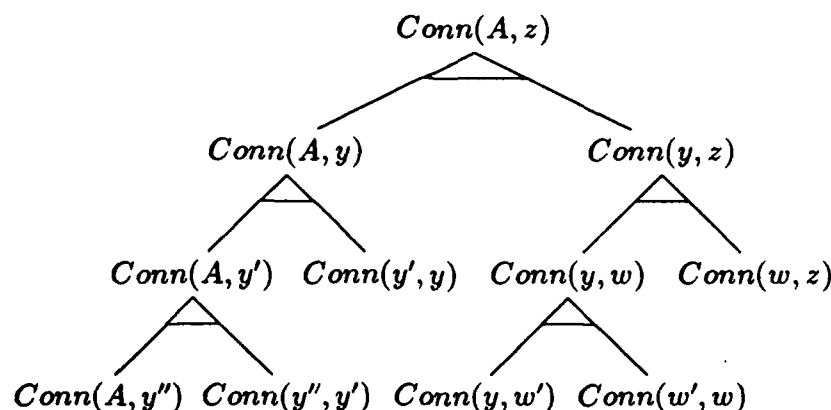 Conn(A, z)
Conn(A, y) Conn(y, z)
Conn(A, y′) Conn(y′, y) Conn(y, w) Conn(w, z)
Conn(A, y″) Conn(y″, y′) Conn(y, w′) Conn(w′, w)